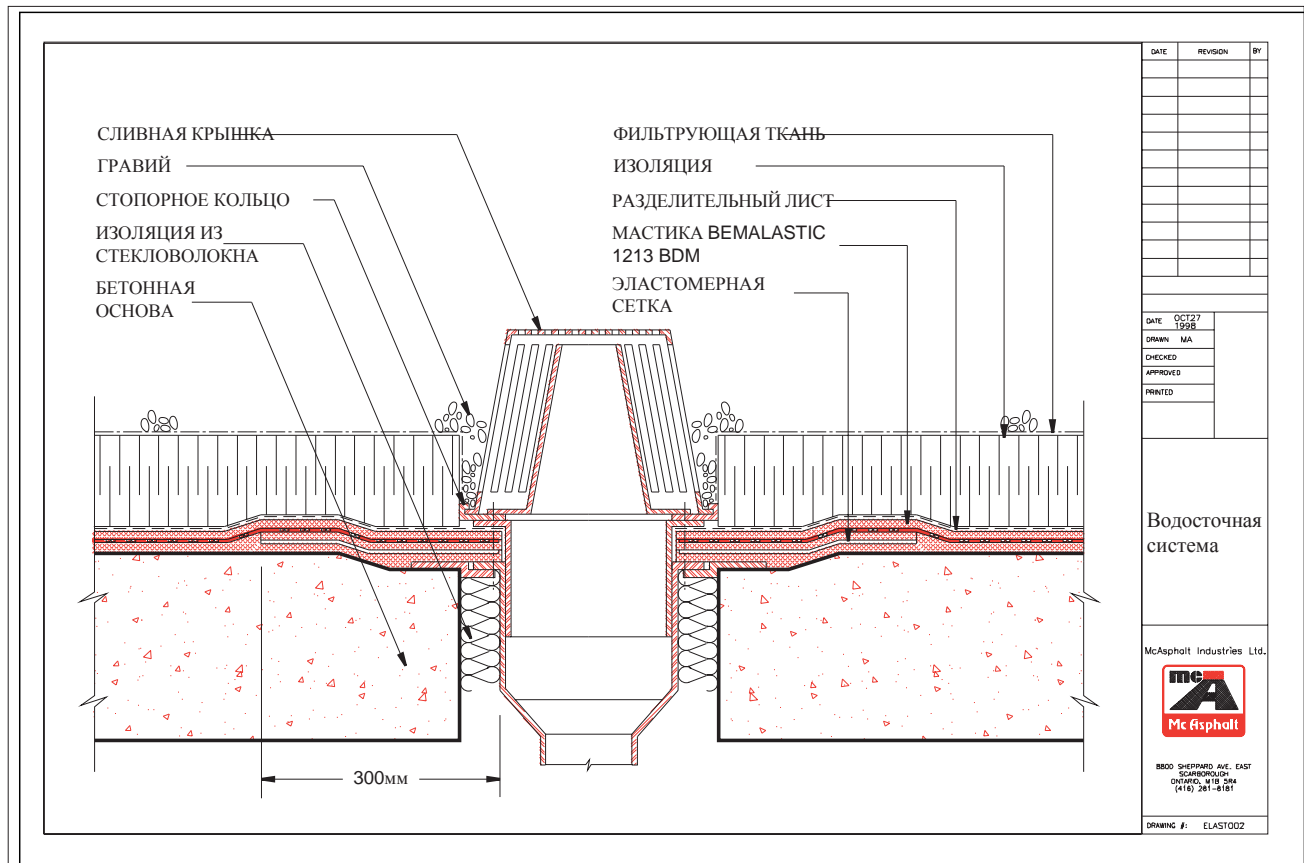 СЛИВНАЯ КРЫШКА
ГРАВИЙ
СТОПОРНОЕ КОЛЬЦО
ИЗОЛЯЦИЯ ИЗ
СТЕКЛОВОЛОКНА
БЕТОННАЯ
ОСНОВА
ФИЛЬТРУЮЩАЯ ТКАНЬ
ИЗОЛЯЦИЯ
РАЗДЕЛИТЕЛЬНЫЙ ЛИСТ
МАСТИКА BEMALASTIC
1213 BDM
ЭЛАСТОМЕРНАЯ
СЕТКА
300мм
DATE REVISION BY
DATE OCT27
1998
DRAWN MA
CHECKED
APPROVED
PRINTED
Водосточная
система
McAsphalt Industries Ltd.
mc A
Mc Asphalt
8800 SHEPPARD AVE. EAST
SCARBOROUGH
ONTARIO, M1B 5R4
(416) 281-8181
DRAWING #: ELAST002